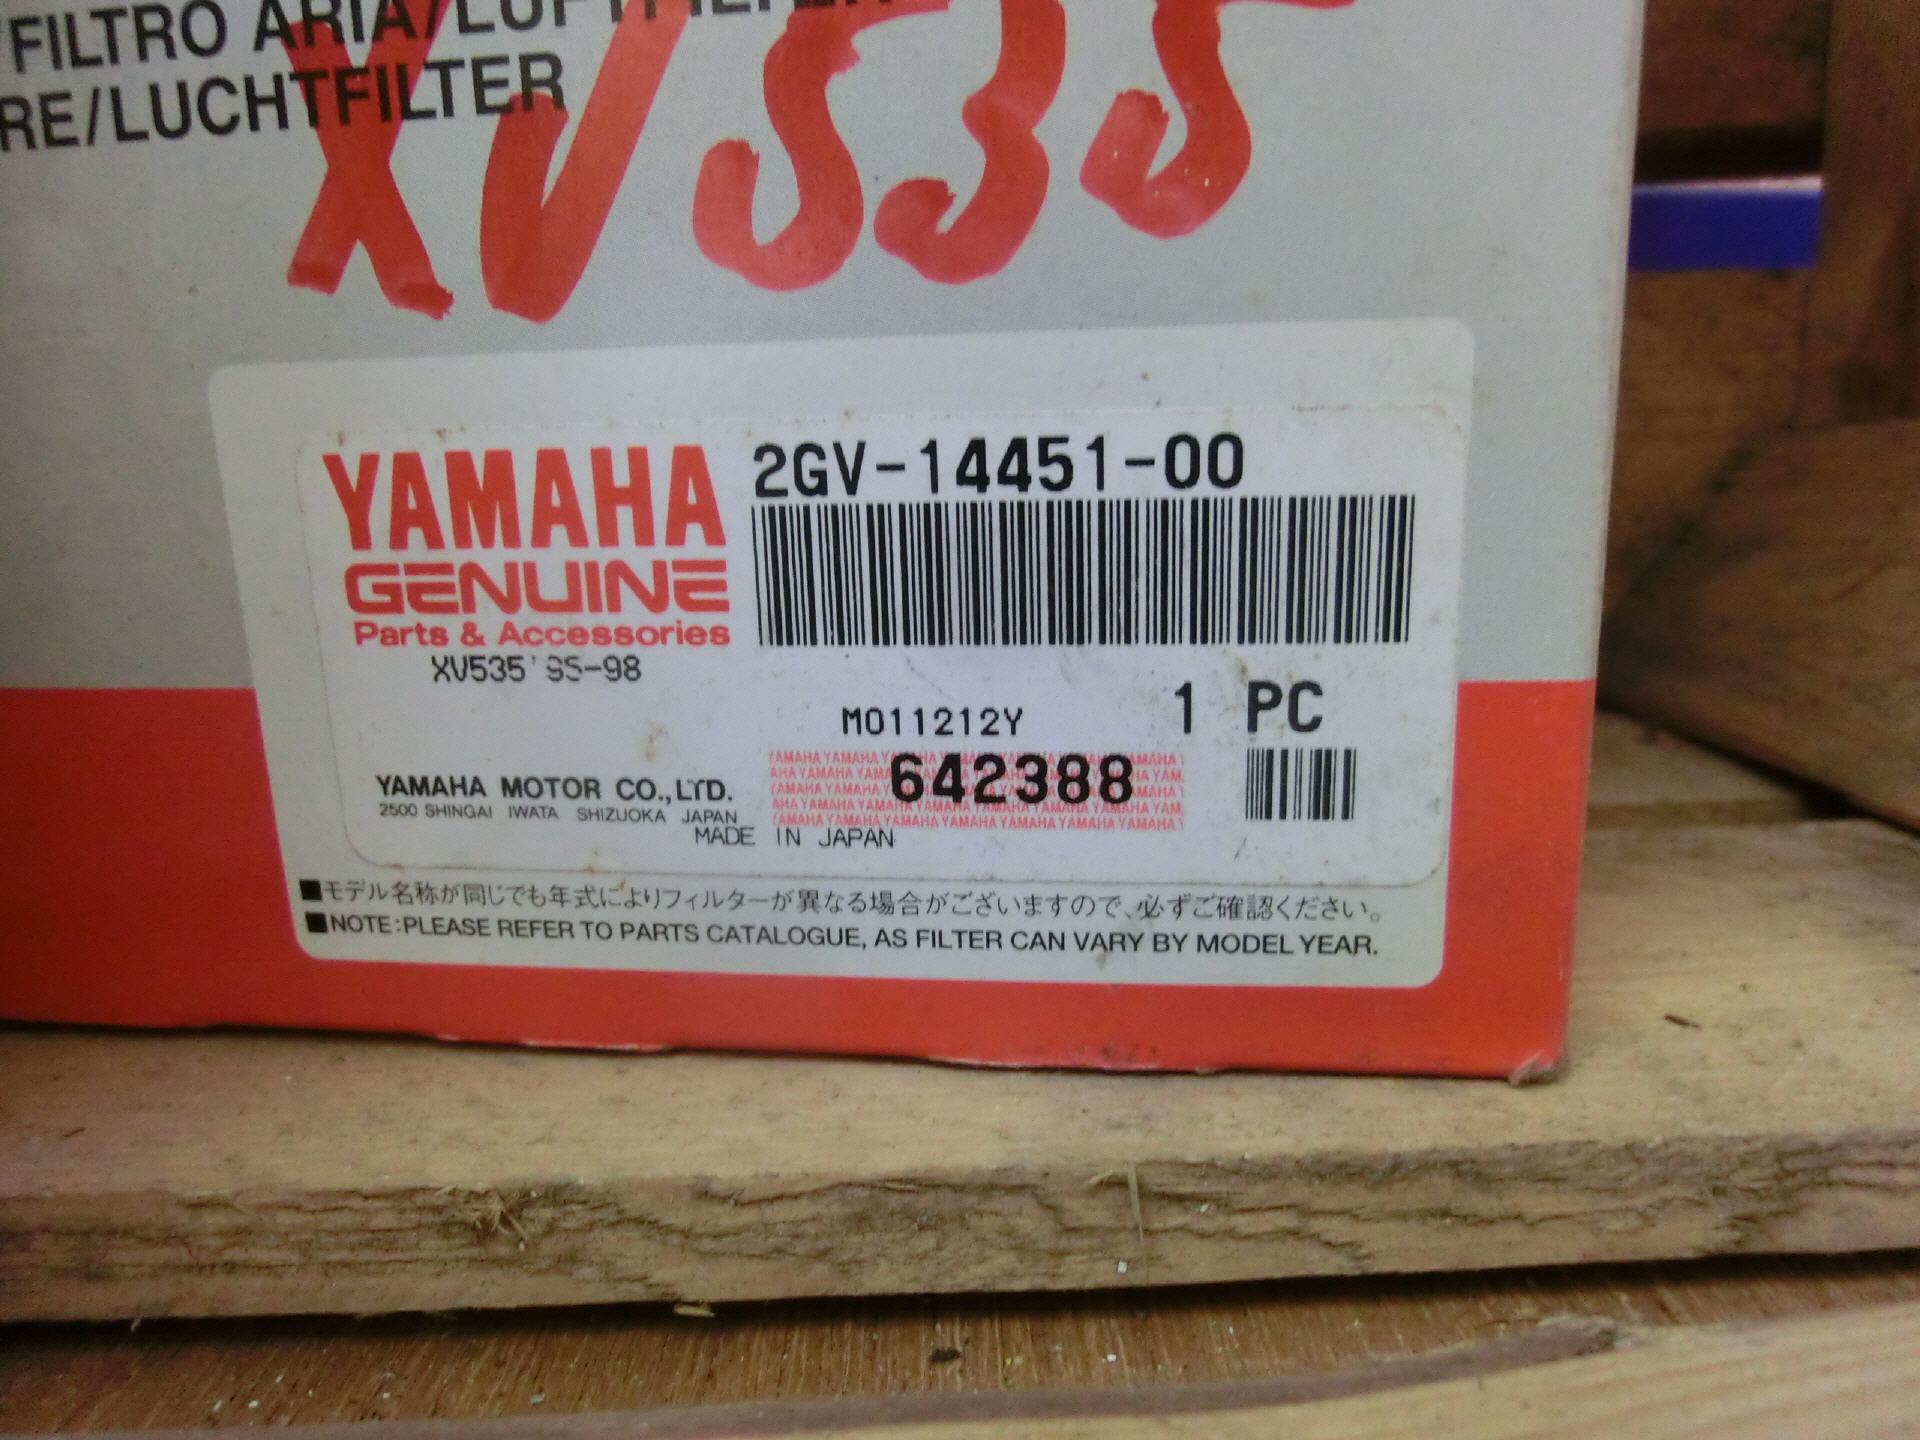 /FILTRO ARIA/LUFTFILTER
RE/LUCHTFILTER
XV535
YAMAHA
GENUINE
Parts & Accessories
2GV-14451-00
XV535'
M011212Y
1 PC
642388
YAMAHA MOTOR CO.,LTD.
2500 SHINGAI IWATA SHIZUOKA JAPAN
MADE IN JAPAN
■モデル名称が同じでも年式によりフィルターが異なる場合がございますので、必ずご確認ください。
■NOTE:PLEASE REFER TO PARTS CATALOGUE, AS FILTER CAN VARY BY MODEL YEAR.